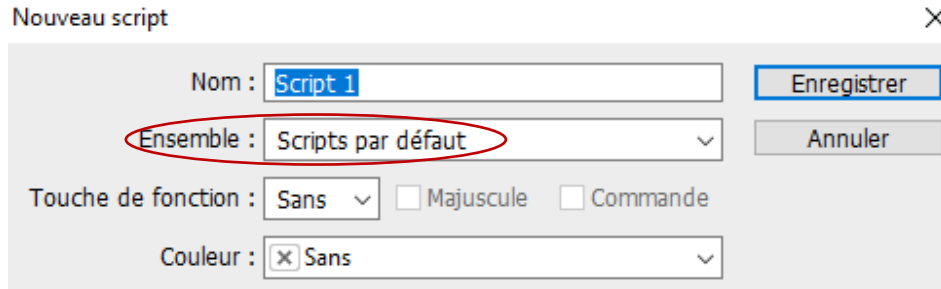 Nouveau script
Nom : Script 1 Enregistrer
Ensemble : Scripts par défaut Annuler
Touche de fonction : Sans Majuscule Commande
Couleur : Sans